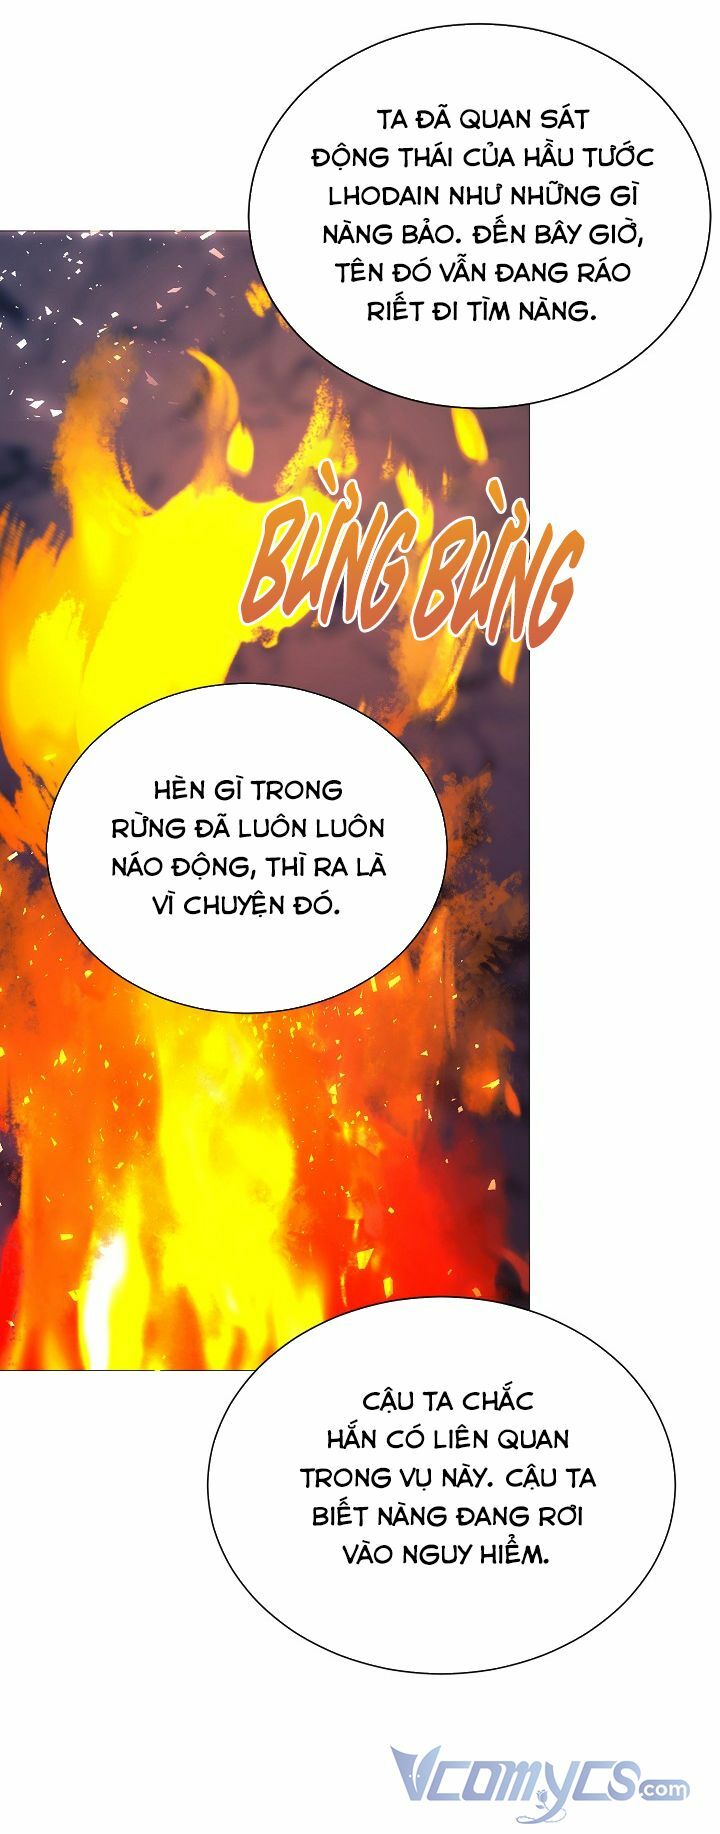 TA ĐÃ QUAN SÁT
ĐỘNG THÁI CỦA HẦU TƯỚC
LHODAIN NHƯ NHỮNG GÌ
NÀNG BẢO. ĐẾN BÂY GIỜ,
TÊN ĐÓ VẪN ĐANG RÁO
RIẾT ĐI TÌM NÀNG.
BỪNG BỪNG
HÈN GÌ TRONG
RỪNG ĐÃ LUÔN LUÔN
NÁO ĐỘNG, THÌ RA LÀ
VÌ CHUYỆN ĐÓ.
CẬU TA CHẮC
HẮN CÓ LIÊN QUAN
TRONG VỤ NÀY. CẬU TA
BIẾT NÀNG ĐANG RƠI
VÀO NGUY HIỂM.
VCOMYCS.com